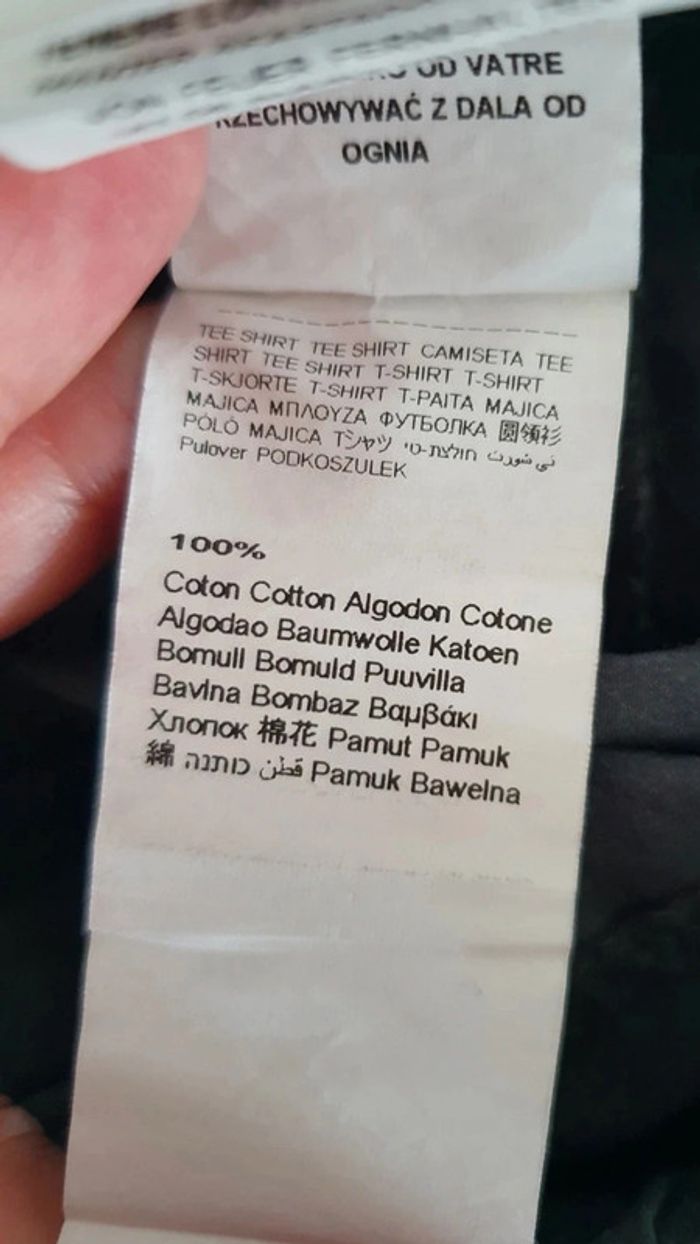 OD VATRE
PRZECHOWYWAĆ Z DALA OD
OGNIA
TEE SHIRT TEE SHIRT CAMISETA TEE
SHIRT TEE SHIRT T-SHIRT T-SHIRT
T-SKJORTE T-SHIRT T-PAITA MAJICA
MAJICA ΜΠΛΟΥΖΑ ФУТБОЛКА 圆领衫
PÓLÓ MAJICA Tシャツ חולצת-טי تي شورت
Pulover PODKOSZULEK
100%
Coton Cotton Algodon Cotone
Algodao Baumwolle Katoen
Bomull Bomuld Puuvilla
Bavlna Bombaz Βαμβάκι
Хлопок 棉花 Pamut Pamuk
綿 כותנה قطن Pamuk Bawelna